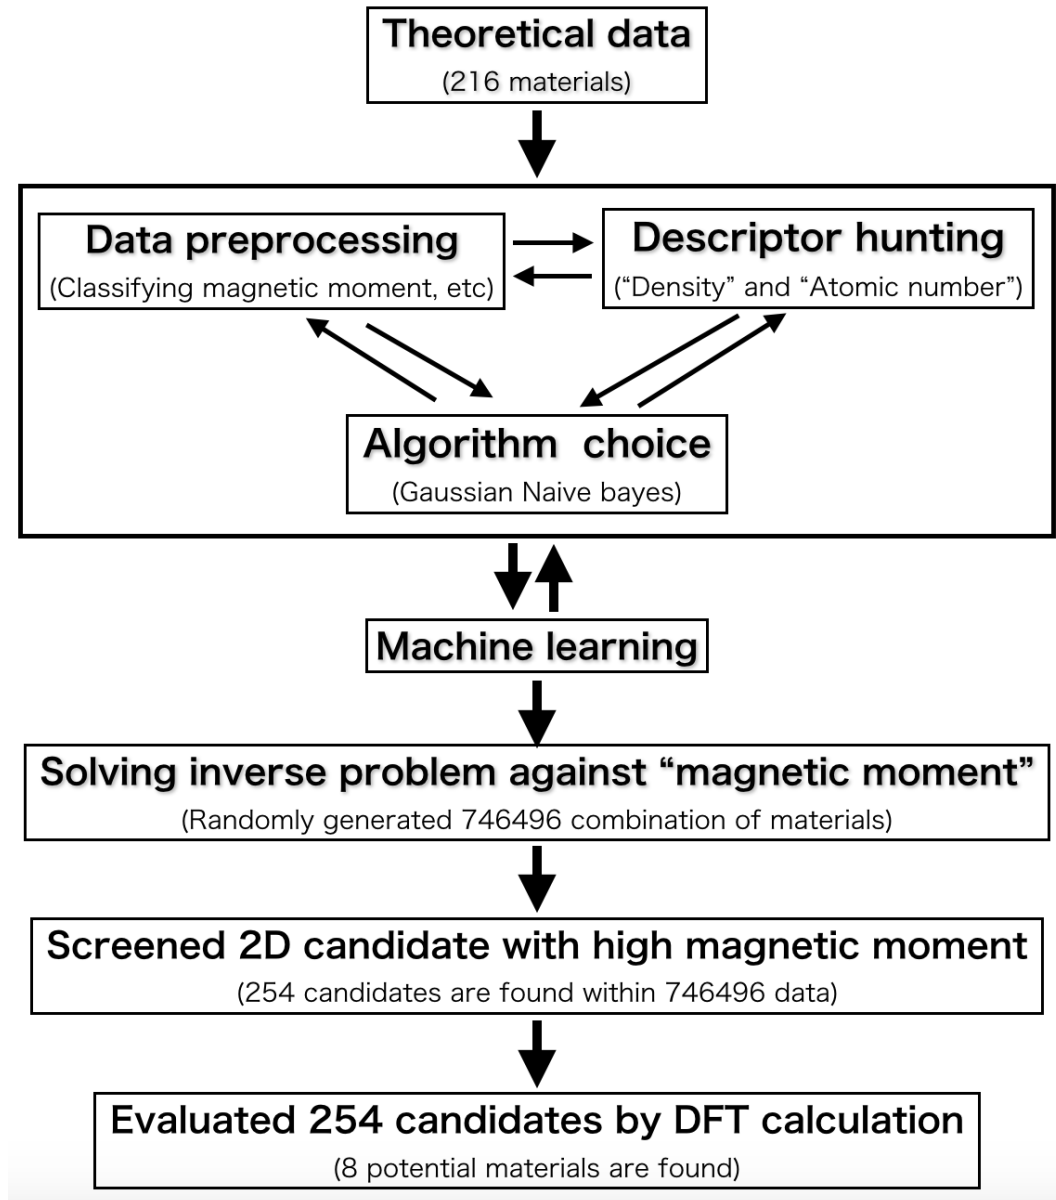 Theoretical data
(216 materials)
Data preprocessing
(Classifying magnetic moment, etc)
Descriptor hunting
(“Density” and “Atomic number”)
Algorithm choice
(Gaussian Naive bayes)
Machine learning
Solving inverse problem against “magnetic moment”
(Randomly generated 746496 combination of materials)
Screened 2D candidate with high magnetic moment
(254 candidates are found within 746496 data)
Evaluated 254 candidates by DFT calculation
(8 potential materials are found)